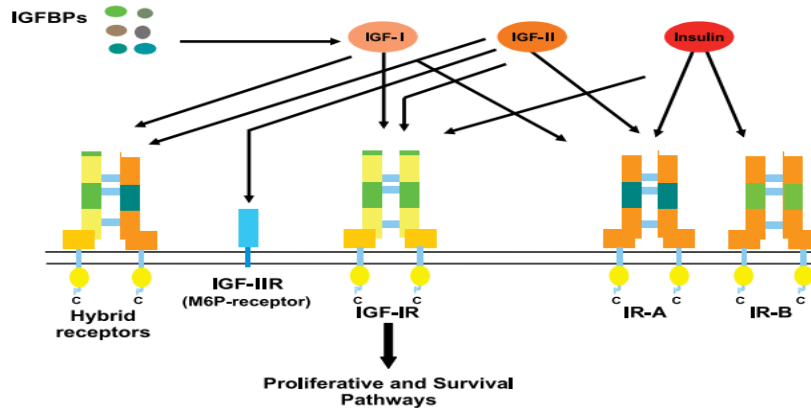 IGFBPs
IGF-I
IGF-II
Insulin
C
C
Hybrid
receptors
IGF-IIR
(M6P-receptor)
C
C
IGF-IR
C
C
IR-A
C
C
IR-B
Proliferative and Survival
Pathways